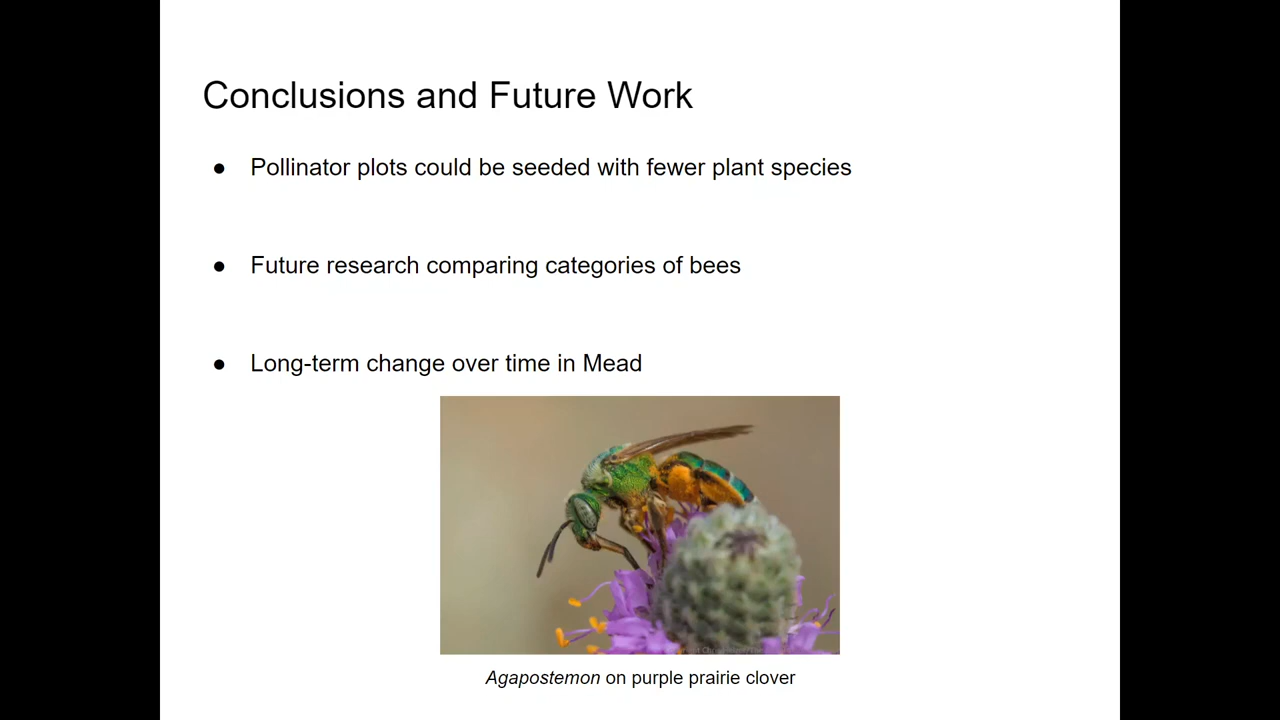 Conclusions and Future Work
● Pollinator plots could be seeded with fewer plant species
● Future research comparing categories of bees
● Long-term change over time in Mead
Agapostemon on purple prairie clover